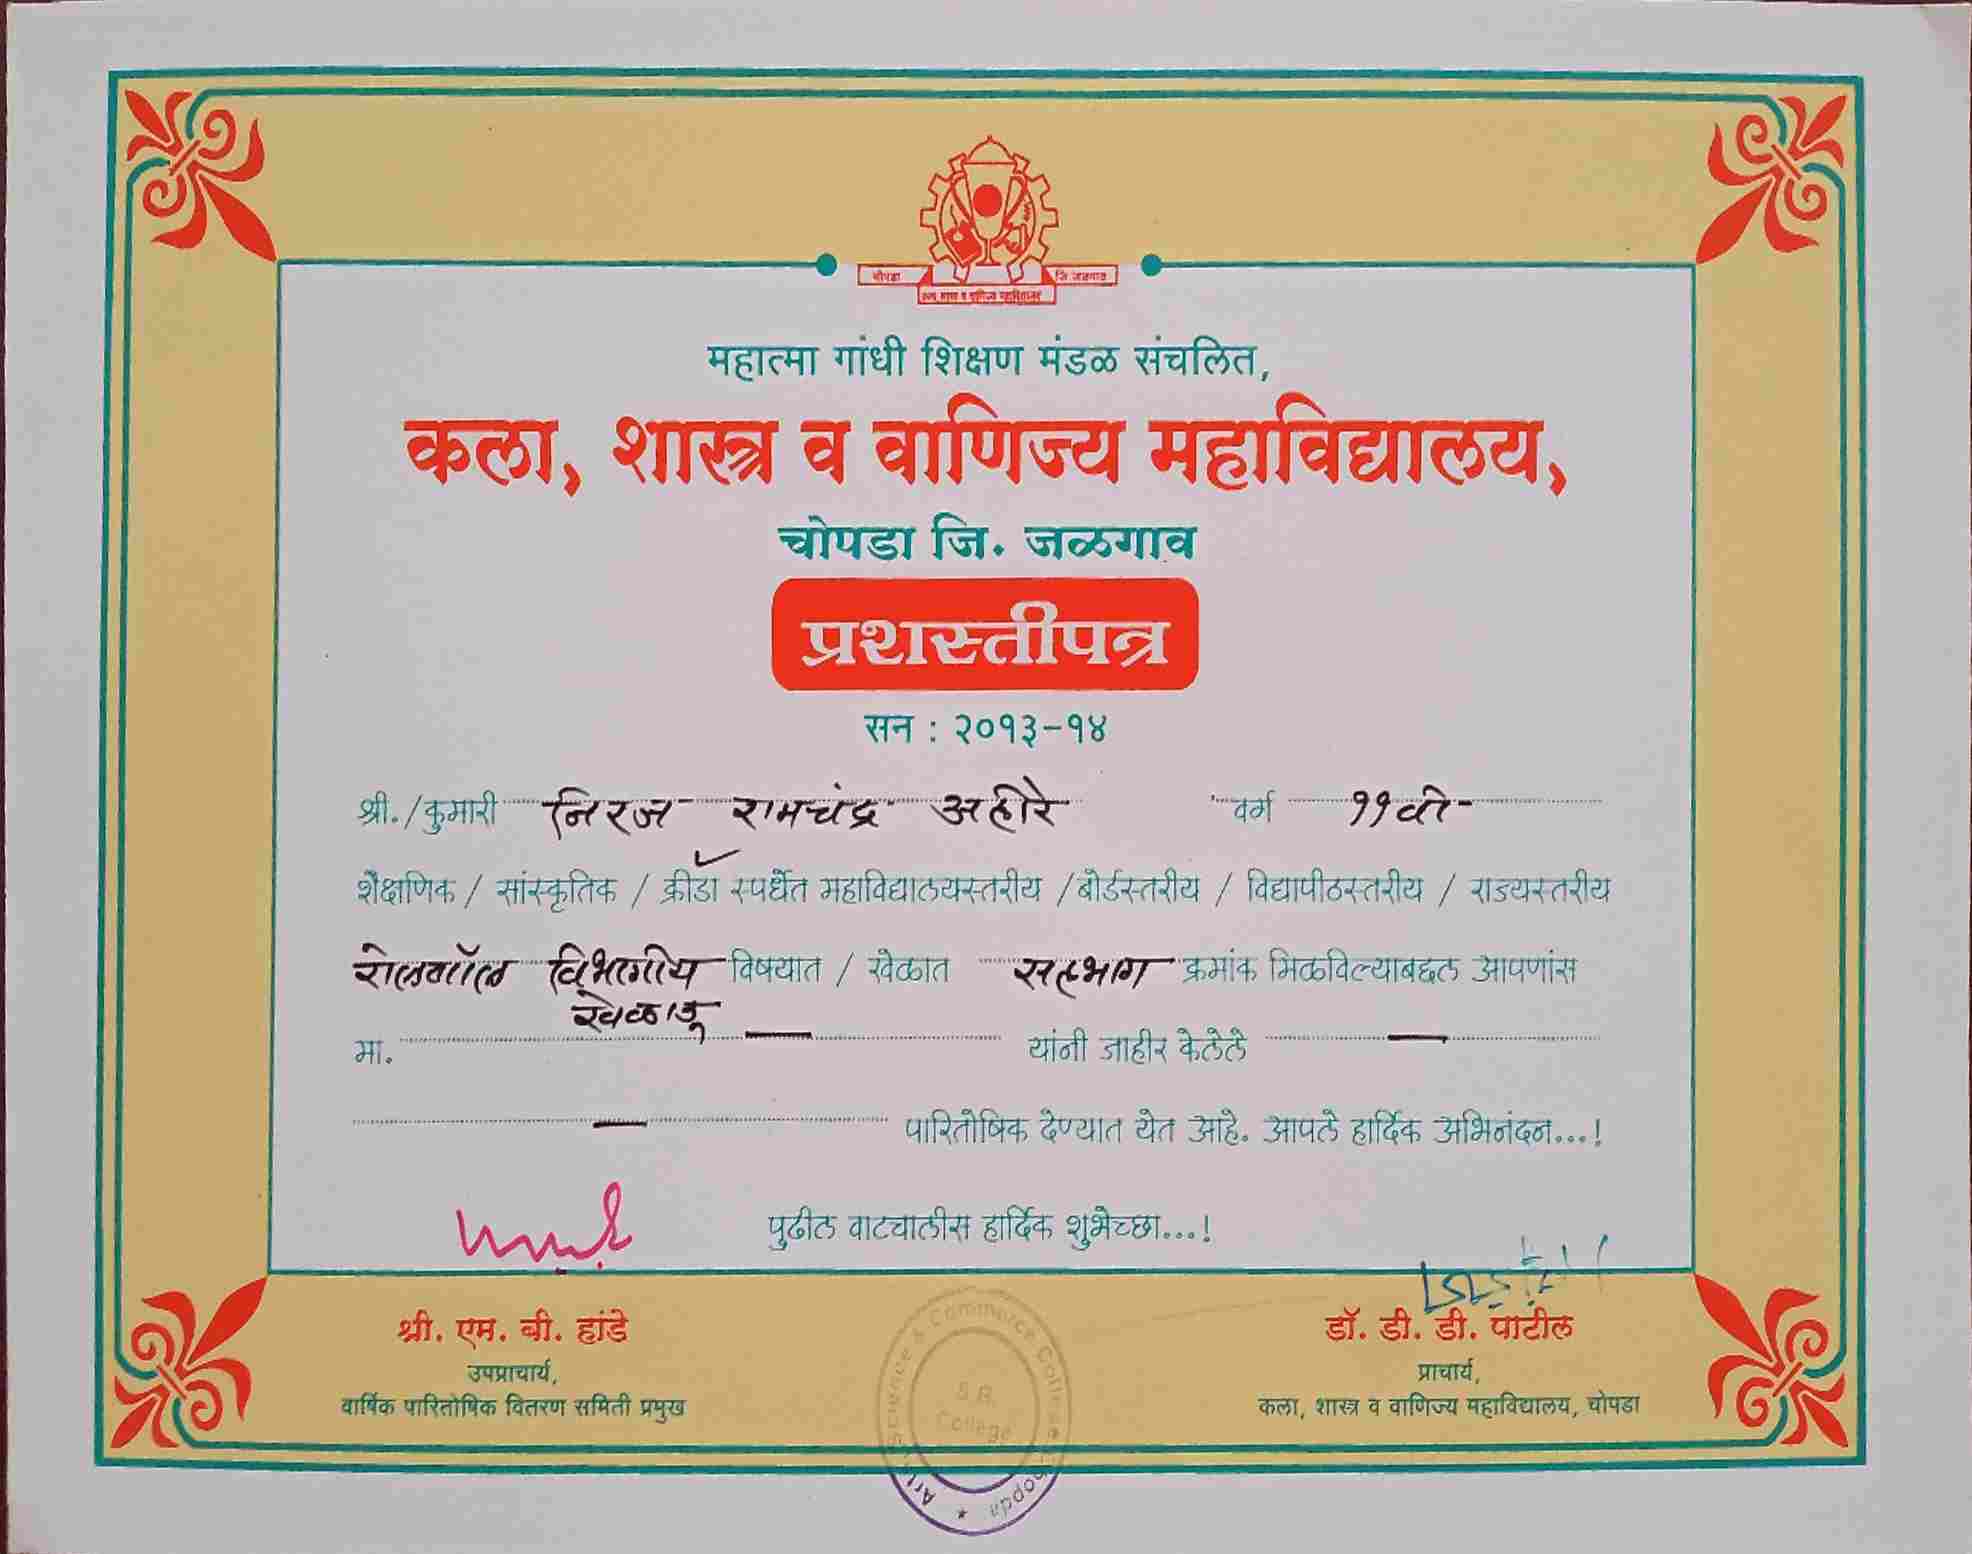 चोपडा जि जळगाव
कला शास्त्र व वाणिज्य महाविद्यालय
महात्मा गांधी शिक्षण मंडळ संचलित,
कला, शास्त्र व वाणिज्य महाविद्यालय,
चोपडा जि. जळगाव
प्रशस्तीपत्र
सन : २०१३-१४
श्री./कुमारी निरज रामचंद्र अहीरे वर्ग ११वी
शैक्षणिक / सांस्कृतिक / क्रीडा स्पर्धेत महाविद्यालयस्तरीय /बोर्डस्तरीय / विद्यापीठस्तरीय / राज्यस्तरीय
रोलबॉल विभागीय विषयात / खेळात सहभाग क्रमांक मिळविल्याबद्दल आपणांस
खेळाडू
मा. — यांनी जाहीर केलेले —
— पारितोषिक देण्यात येत आहे. आपले हार्दिक अभिनंदन...!
पुढील वाटचालीस हार्दिक शुभेच्छा...!
श्री. एम. बी. हांडे डॉ. डी. डी. पाटील
उपप्राचार्य, प्राचार्य,
वार्षिक पारितोषिक वितरण समिती प्रमुख कला, शास्त्र व वाणिज्य महाविद्यालय, चोपडा
Science & Commerce College Chopda
College